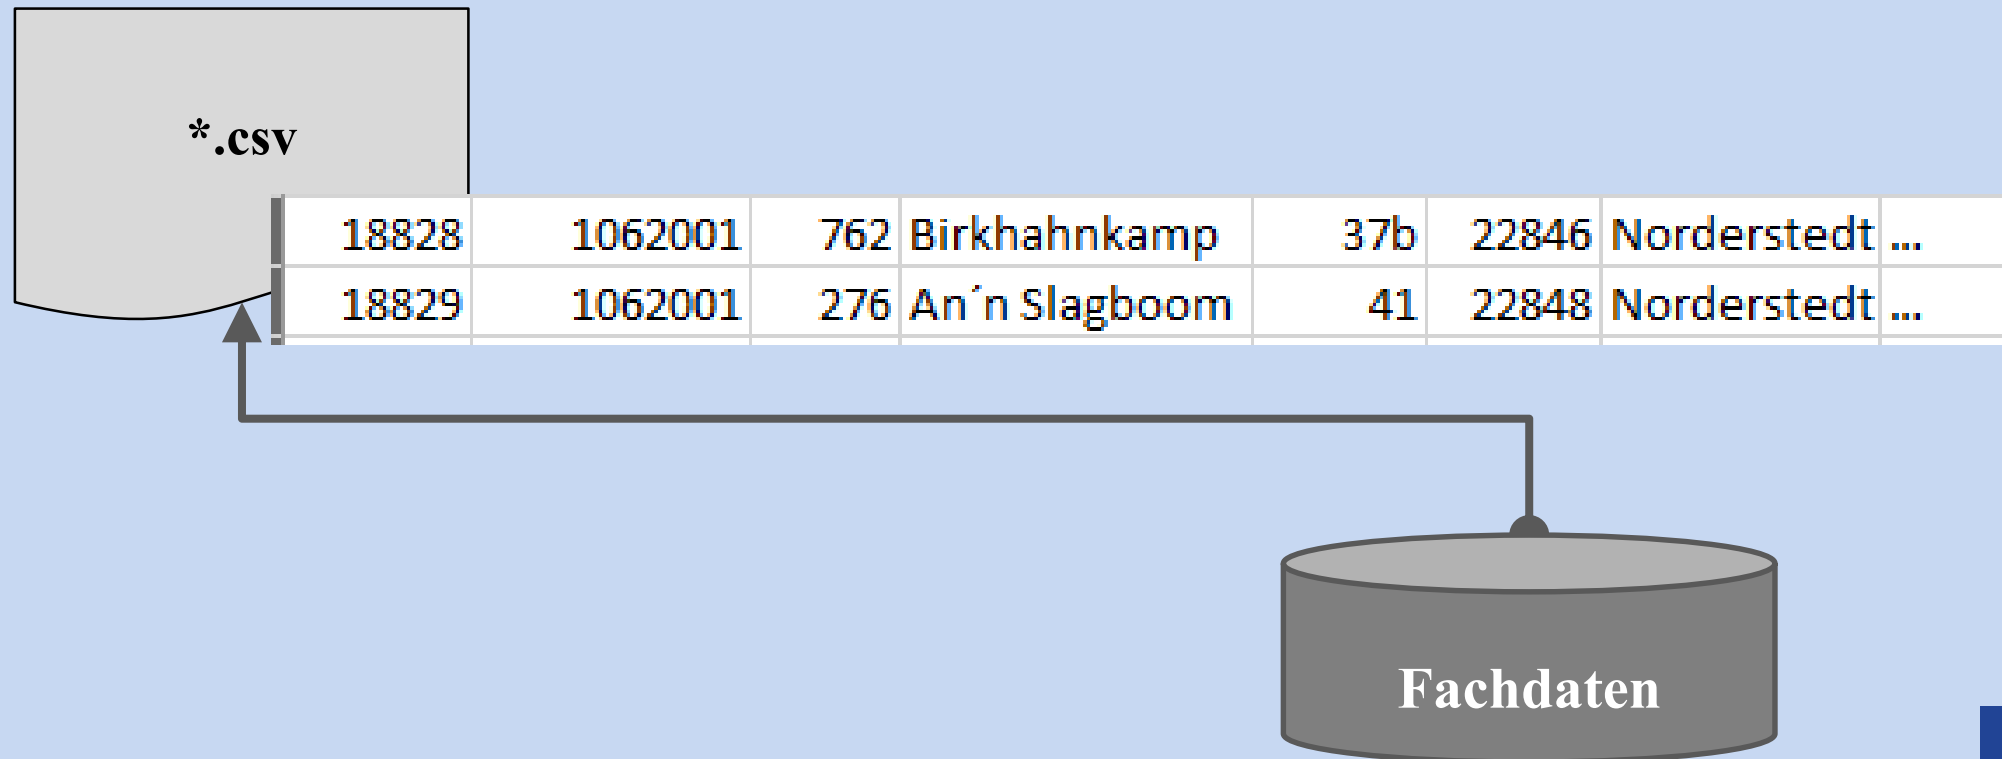 *.csv
18828 1062001 762 Birkhahnkamp 37b 22846 Norderstedt ...
18829 1062001 276 An´n Slagboom 41 22848 Norderstedt ...
Fachdaten